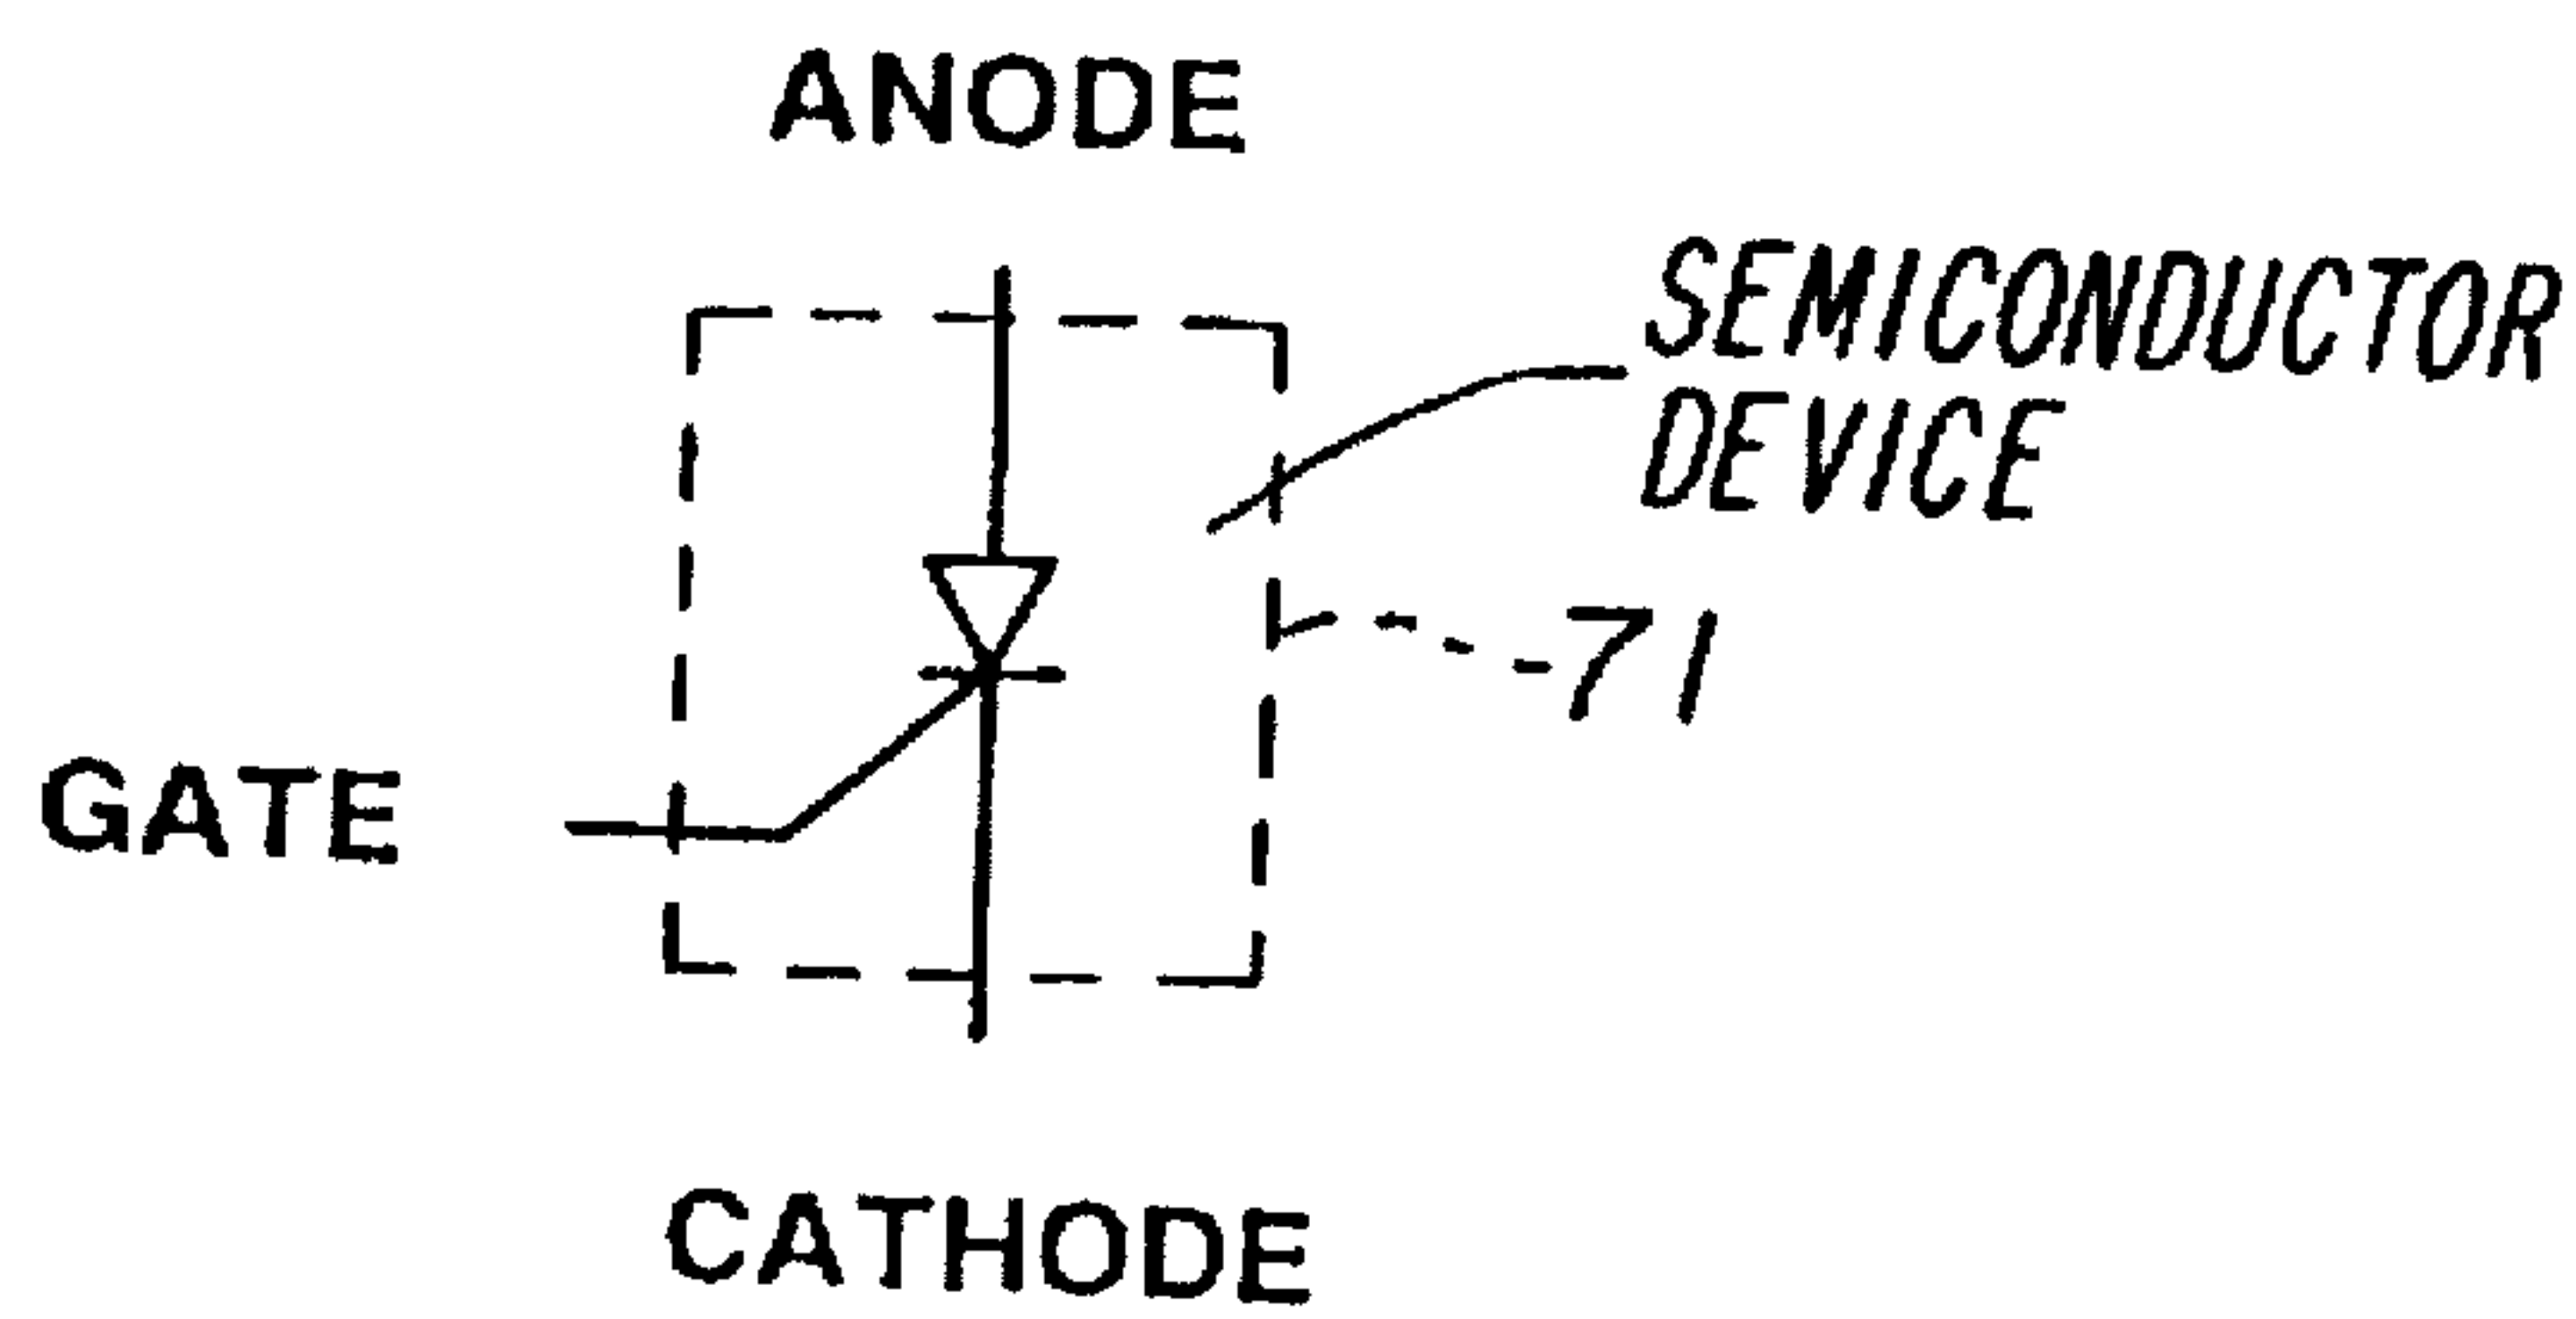 ANODE
SEMICONDUCTOR
DEVICE
71
GATE
CATHODE